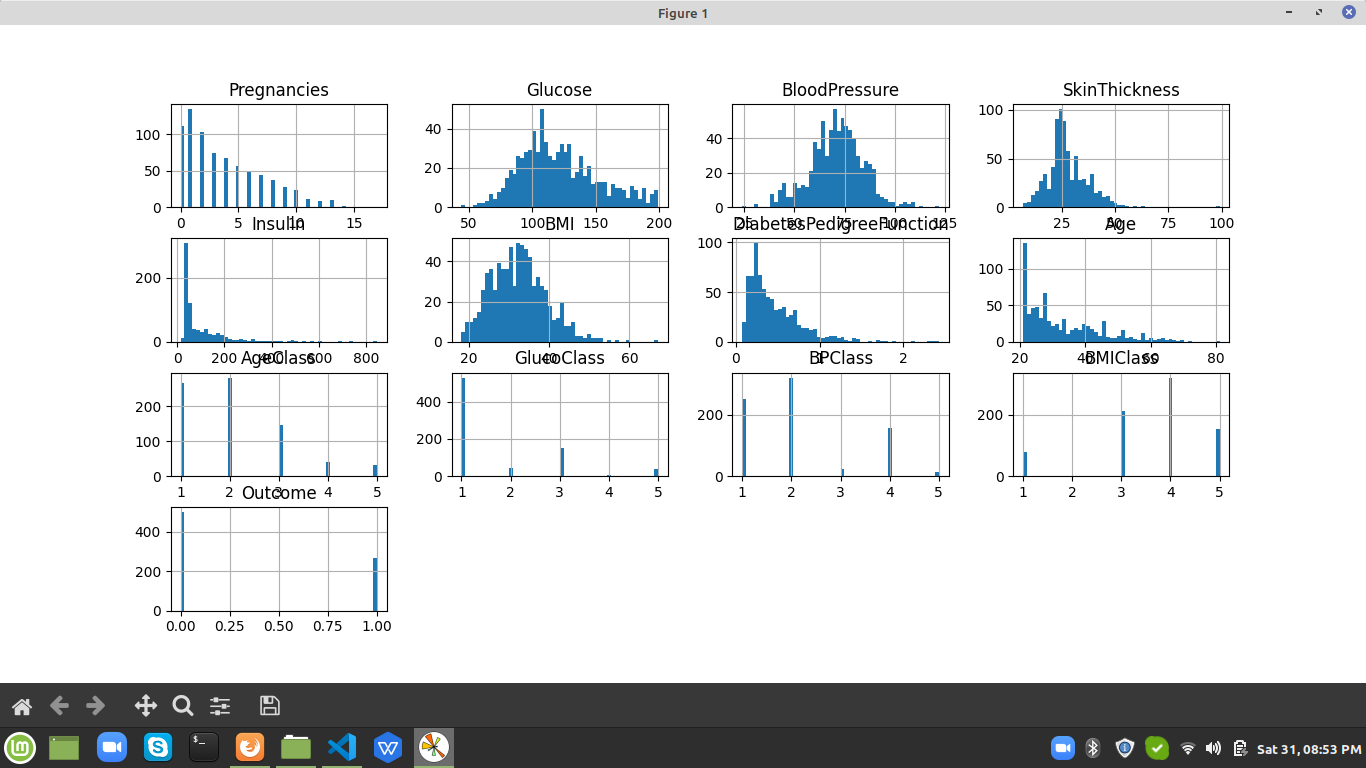 Figure 1
Pregnancies Glucose BloodPressure SkinThickness
100 40 40 100
50 20 20 50
0 0 0 0
0 5 10 15 50 100 150 200 25 50 75 100 125 25 50 75 100
Insulin BMI DiabetesPedigreeFunction Age
200 40 100 100
20 50 50
0 0 0 0
0 200 400 600 800 20 40 60 0 1 2 20 40 60 80
AgeClass GlucoClass BPClass BMIClass
200 400 200 200
100 200
0 0 0 0
1 2 3 4 5 1 2 3 4 5 1 2 3 4 5 1 2 3 4 5
Outcome
400
200
0
0.00 0.25 0.50 0.75 1.00
Sat 31, 08:53 PM